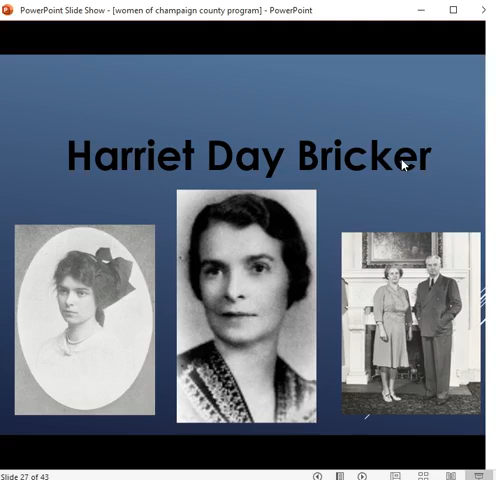 PowerPoint Slide Show - [women of champaign county program] - PowerPoint
Harriet Day Bricker
Slide 27 of 43